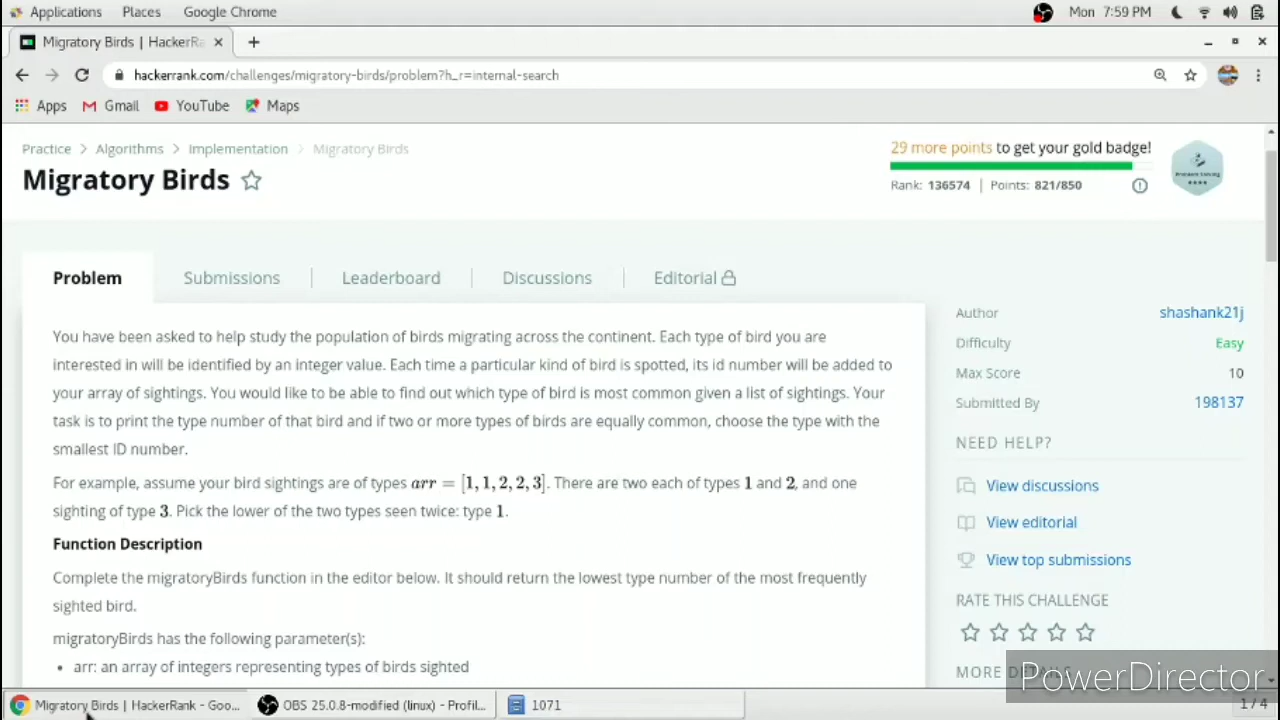 Applications Places Google Chrome Mon 7:59 PM
Migratory Birds | HackerRa
hackerrank.com/challenges/migratory-birds/problem?h_r=internal-search
Apps Gmail YouTube Maps
Practice > Algorithms > Implementation > Migratory Birds
Migratory Birds
29 more points to get your gold badge!
Rank: 136574 | Points: 821/850
Problem Solving
Problem Submissions Leaderboard Discussions Editorial
You have been asked to help study the population of birds migrating across the continent. Each type of bird you are
interested in will be identified by an integer value. Each time a particular kind of bird is spotted, its id number will be added to
your array of sightings. You would like to be able to find out which type of bird is most common given a list of sightings. Your
task is to print the type number of that bird and if two or more types of birds are equally common, choose the type with the
smallest ID number.
For example, assume your bird sightings are of types arr = [1, 1, 2, 2, 3]. There are two each of types 1 and 2, and one
sighting of type 3. Pick the lower of the two types seen twice: type 1.
Function Description
Complete the migratoryBirds function in the editor below. It should return the lowest type number of the most frequently
sighted bird.
migratoryBirds has the following parameter(s):
• arr: an array of integers representing types of birds sighted
Author shashank21j
Difficulty Easy
Max Score 10
Submitted By 198137
NEED HELP?
View discussions
View editorial
View top submissions
RATE THIS CHALLENGE
MORE DETAILS
PowerDirector
Migratory Birds | HackerRank - Goo... OBS 25.0.8-modified (linux) - Profil... 1071 1 / 4